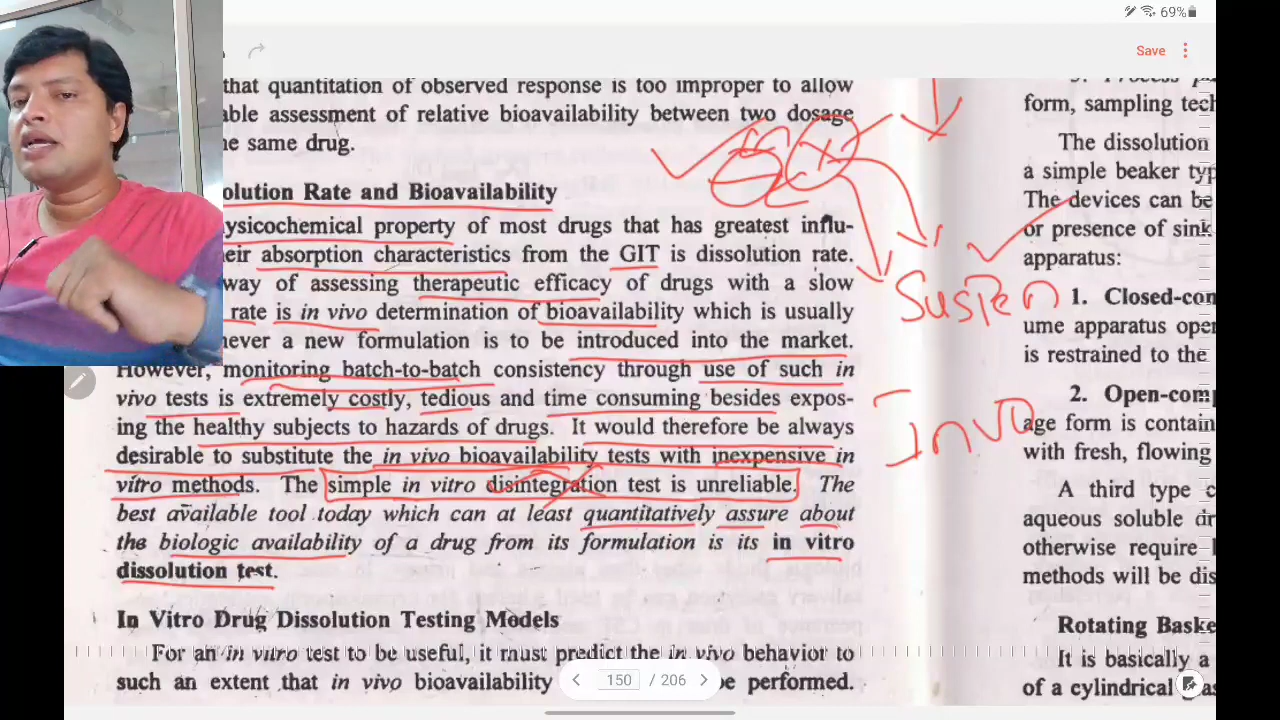 69%
Save
that quantitation of observed response is too improper to allow
able assessment of relative bioavailability between two dosage
he same drug.
solution Rate and Bioavailability
ysicochemical property of most drugs that has greatest influ-
eir absorption characteristics from the GIT is dissolution rate.
way of assessing therapeutic efficacy of drugs with a slow
rate is in vivo determination of bioavailability which is usually
never a new formulation is to be introduced into the market.
However, monitoring batch-to-batch consistency through use of such in
vivo tests is extremely costly, tedious and time consuming besides expos-
ing the healthy subjects to hazards of drugs. It would therefore be always
desirable to substitute the in vivo bioavailability tests with inexpensive in
vitro methods. The simple in vitro disintegration test is unreliable. The
best available tool today which can at least quantitatively assure about
the biologic availability of a drug from its formulation is its in vitro
dissolution test.
In Vitro Drug Dissolution Testing Models
For an in vitro test to be useful, it must predict the in vivo behavior to
such an extent that in vivo bioavailability be performed.
150 / 206
form, sampling tech
The dissolution
a simple beaker typ
The devices can be
or presence of sink
apparatus:
1. Closed-con
ume apparatus oper
is restrained to the
2. Open-comp
age form is contain
with fresh, flowing
A third type c
aqueous soluble dr
otherwise require
methods will be dis
Rotating Baske
It is basically a
of a cylindrical glass